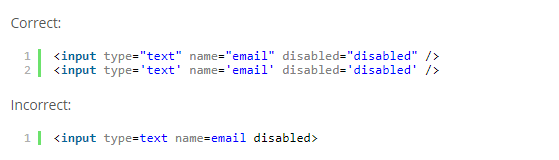 Correct:
1 <input type="text" name="email" disabled="disabled" />
2 <input type='text' name='email' disabled='disabled' />
Incorrect:
1 <input type=text name=email disabled>